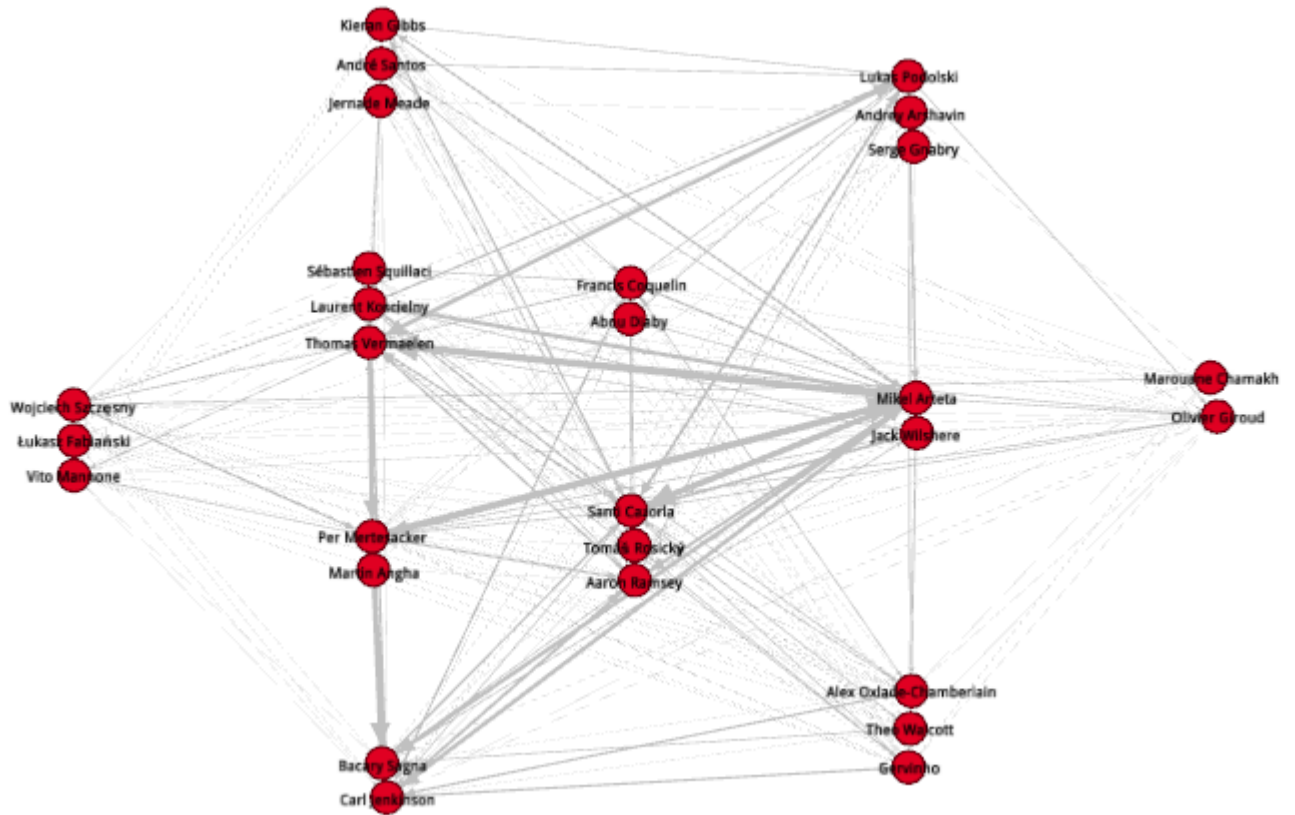 Kieran Gibbs
André Santos
Jernade Meade
Lukas Podolski
Andrey Arshavin
Serge Gnabry
Sébastien Squillaci
Laurent Koscielny
Thomas Vermaelen
Francis Coquelin
Abou Diaby
Wojciech Szczęsny
Łukasz Fabiański
Vito Mannone
Marouane Chamakh
Olivier Giroud
Mikel Arteta
Jack Wilshere
Per Mertesacker
Martin Angha
Santi Cazorla
Tomáš Rosický
Aaron Ramsey
Alex Oxlade-Chamberlain
Theo Walcott
Gervinho
Bacary Sagna
Carl Jenkinson